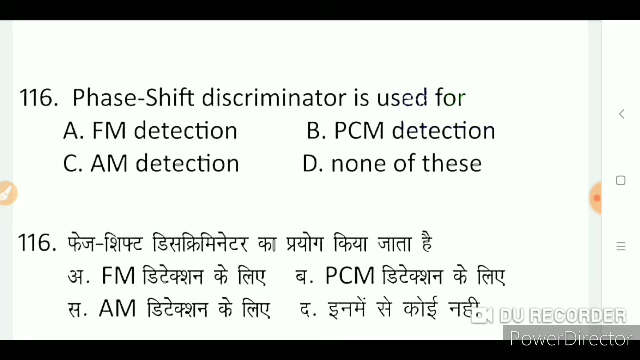 116. Phase-Shift discriminator is used for
A. FM detection B. PCM detection
C. AM detection D. none of these
116. फेज-शिफ्ट डिसक्रिमिनेटर का प्रयोग किया जाता है
अ. FM डिटेक्शन के लिए ब. PCM डिटेक्शन के लिए
स. AM डिटेक्शन के लिए द. इनमें से कोई नही
DU RECORDER
PowerDirector